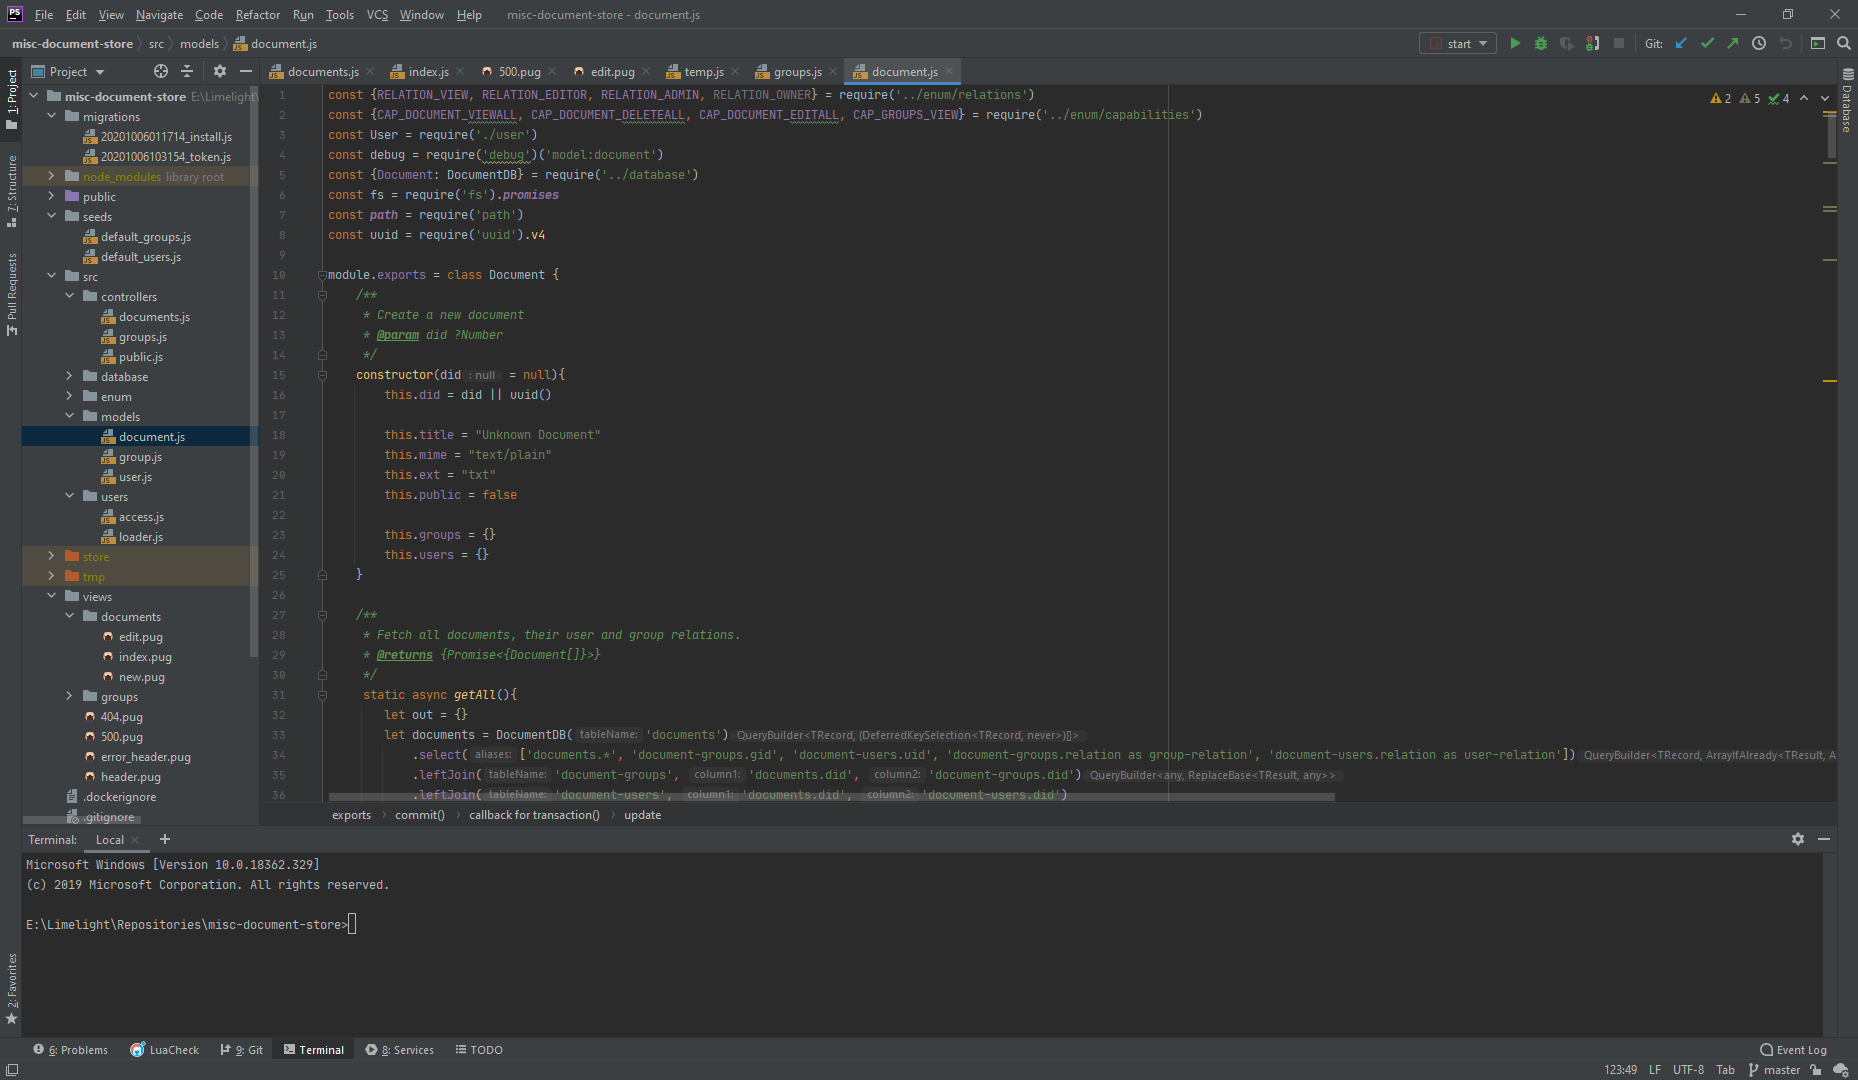 PS File Edit View Navigate Code Refactor Run Tools VCS Window Help misc-document-store - document.js
misc-document-store src models document.js start Git:
Project documents.js index.js 500.pug edit.pug temp.js groups.js document.js
1: Project
7: Structure
Pull Requests
2: Favorites
Database
misc-document-store E:\Limelight\
migrations
20201006011714_install.js
20201006103154_token.js
node_modules library root
public
seeds
default_groups.js
default_users.js
src
controllers
documents.js
groups.js
public.js
database
enum
models
document.js
group.js
user.js
users
access.js
loader.js
store
tmp
views
documents
edit.pug
index.pug
new.pug
groups
404.pug
500.pug
error_header.pug
header.pug
.dockerignore
.gitignore
2 5 4
1 const {RELATION_VIEW, RELATION_EDITOR, RELATION_ADMIN, RELATION_OWNER} = require('../enum/relations')
2 const {CAP_DOCUMENT_VIEWALL, CAP_DOCUMENT_DELETEALL, CAP_DOCUMENT_EDITALL, CAP_GROUPS_VIEW} = require('../enum/capabilities')
3 const User = require('./user')
4 const debug = require('debug')('model:document')
5 const {Document: DocumentDB} = require('../database')
6 const fs = require('fs').promises
7 const path = require('path')
8 const uuid = require('uuid').v4
9
10 module.exports = class Document {
11 /**
12 * Create a new document
13 * @param did ?Number
14 */
15 constructor(did : null = null){
16 this.did = did || uuid()
17
18 this.title = "Unknown Document"
19 this.mime = "text/plain"
20 this.ext = "txt"
21 this.public = false
22
23 this.groups = {}
24 this.users = {}
25 }
26
27 /**
28 * Fetch all documents, their user and group relations.
29 * @returns {Promise<{Document[]}>}
30 */
31 static async getAll(){
32 let out = {}
33 let documents = DocumentDB( tableName: 'documents') QueryBuilder<TRecord, (DeferredKeySelection<TRecord, never>)[]>
34 .select( aliases: ['documents.*', 'document-groups.gid', 'document-users.uid', 'document-groups.relation as group-relation', 'document-users.relation as user-relation']) QueryBuilder<TRecord, ArrayIfAlready<TResult, A
35 .leftJoin( tableName: 'document-groups', column1: 'documents.did', column2: 'document-groups.did') QueryBuilder<any, ReplaceBase<TResult, any>>
36 .leftJoin( tableName: 'document-users', column1: 'documents.did', column2: 'document-users.did')
exports commit() callback for transaction() update
Terminal: Local
Microsoft Windows [Version 10.0.18362.329]
(c) 2019 Microsoft Corporation. All rights reserved.
E:\Limelight\Repositories\misc-document-store>
6: Problems LuaCheck 9: Git Terminal 8: Services TODO Event Log
123:49 LF UTF-8 Tab master